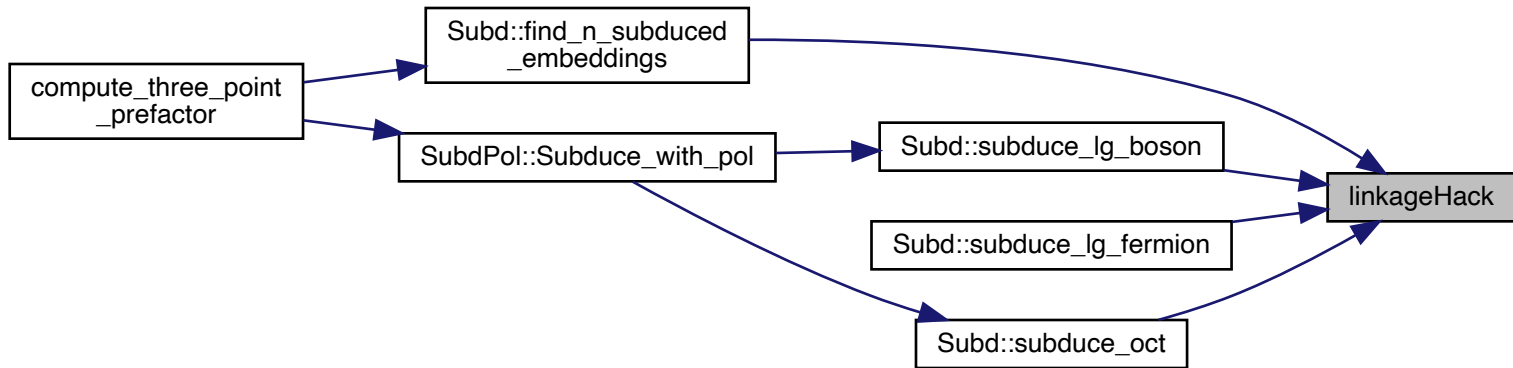 Subd::find_n_subduced
_embeddings
compute_three_point
_prefactor
SubdPol::Subduce_with_pol
Subd::subduce_lg_boson
linkageHack
Subd::subduce_lg_fermion
Subd::subduce_oct